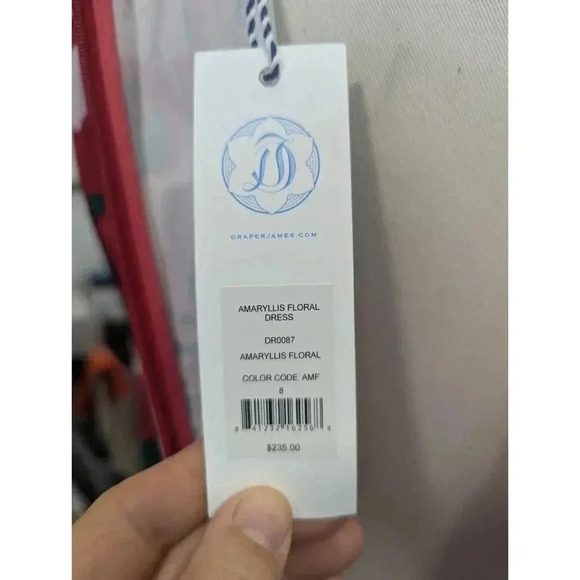 D
DRAPERJAMES.COM
AMARYLLIS FLORAL
DRESS
DR0087
AMARYLLIS FLORAL
COLOR CODE: AMF
8
$235.00